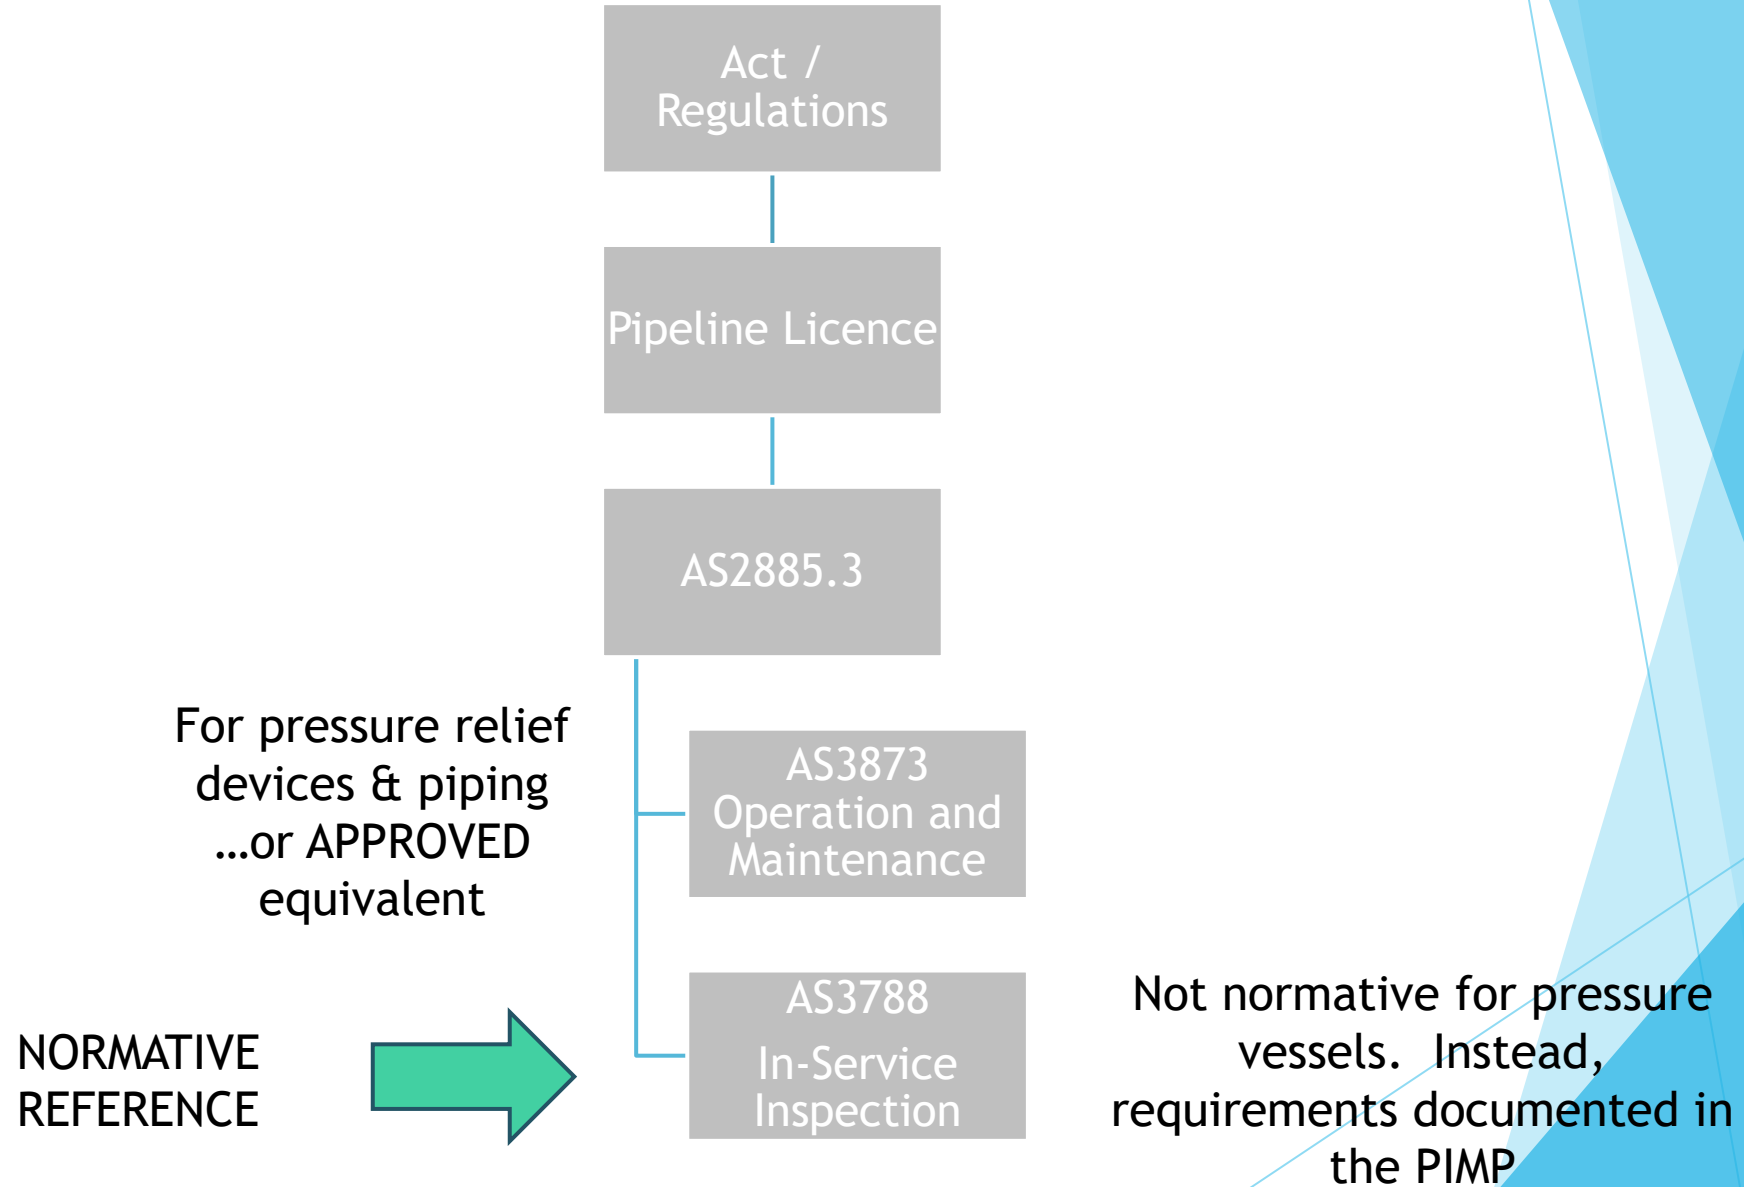 Act /
Regulations
Pipeline Licence
AS2885.3
For pressure relief
devices & piping
…or APPROVED
equivalent
AS3873
Operation and
Maintenance
NORMATIVE
REFERENCE
AS3788
In-Service
Inspection
Not normative for pressure
vessels.  Instead,
requirements documented in
the PIMP